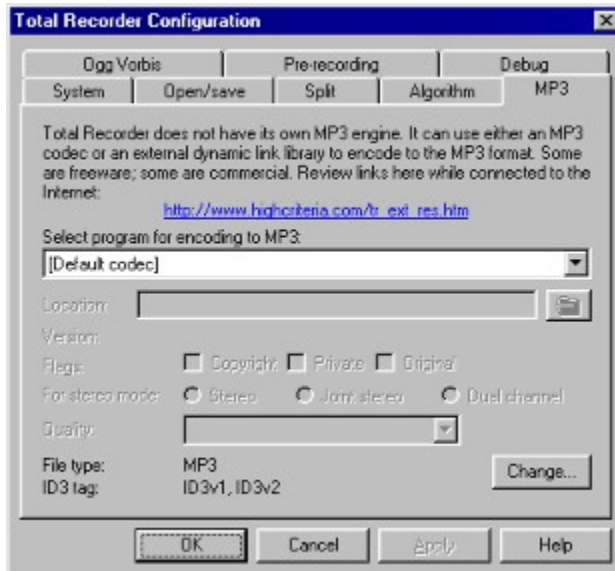 Total Recorder Configuration
Ogg Vorbis Pre-recording Debug
System Open/save Split Algorithm MP3
Total Recorder does not have its own MP3 engine. It can use either an MP3
codec or an external dynamic link library to encode to the MP3 format. Some
are freeware; some are commercial. Review links here while connected to the
Internet:
http://www.highcriteria.com/tr_ext_res.htm
Select program for encoding to MP3:
[Default codec]
Location:
Version:
Flags: Copyright Private Original
For stereo mode: Stereo Joint stereo Dual channel
Quality:
File type: MP3
ID3 tag: ID3v1, ID3v2
Change...
OK Cancel Apply Help